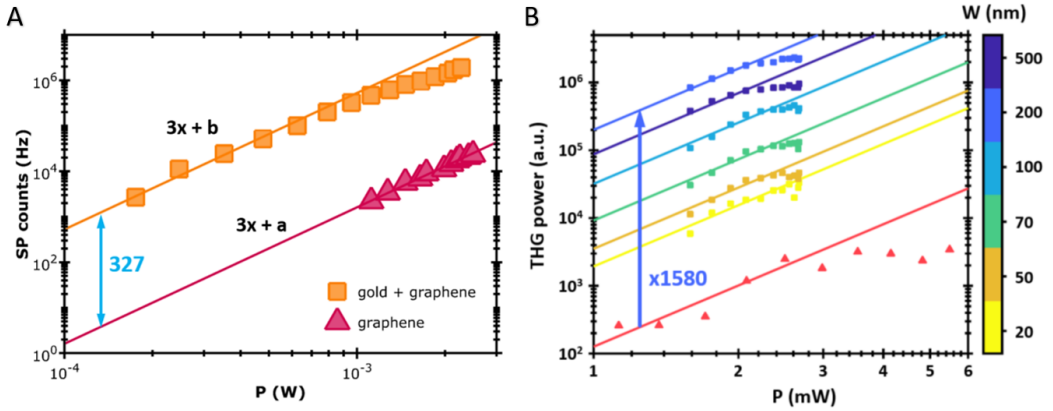 A
SP counts (Hz)
10^6
10^4
10^2
10^0
3x + b
3x + a
327
gold + graphene
graphene
10^-4
10^-3
P (W)
B
THG power (a.u.)
10^6
10^5
10^4
10^3
10^2
x1580
1
2
3
4
5
6
P (mW)
W (nm)
500
200
100
70
50
20